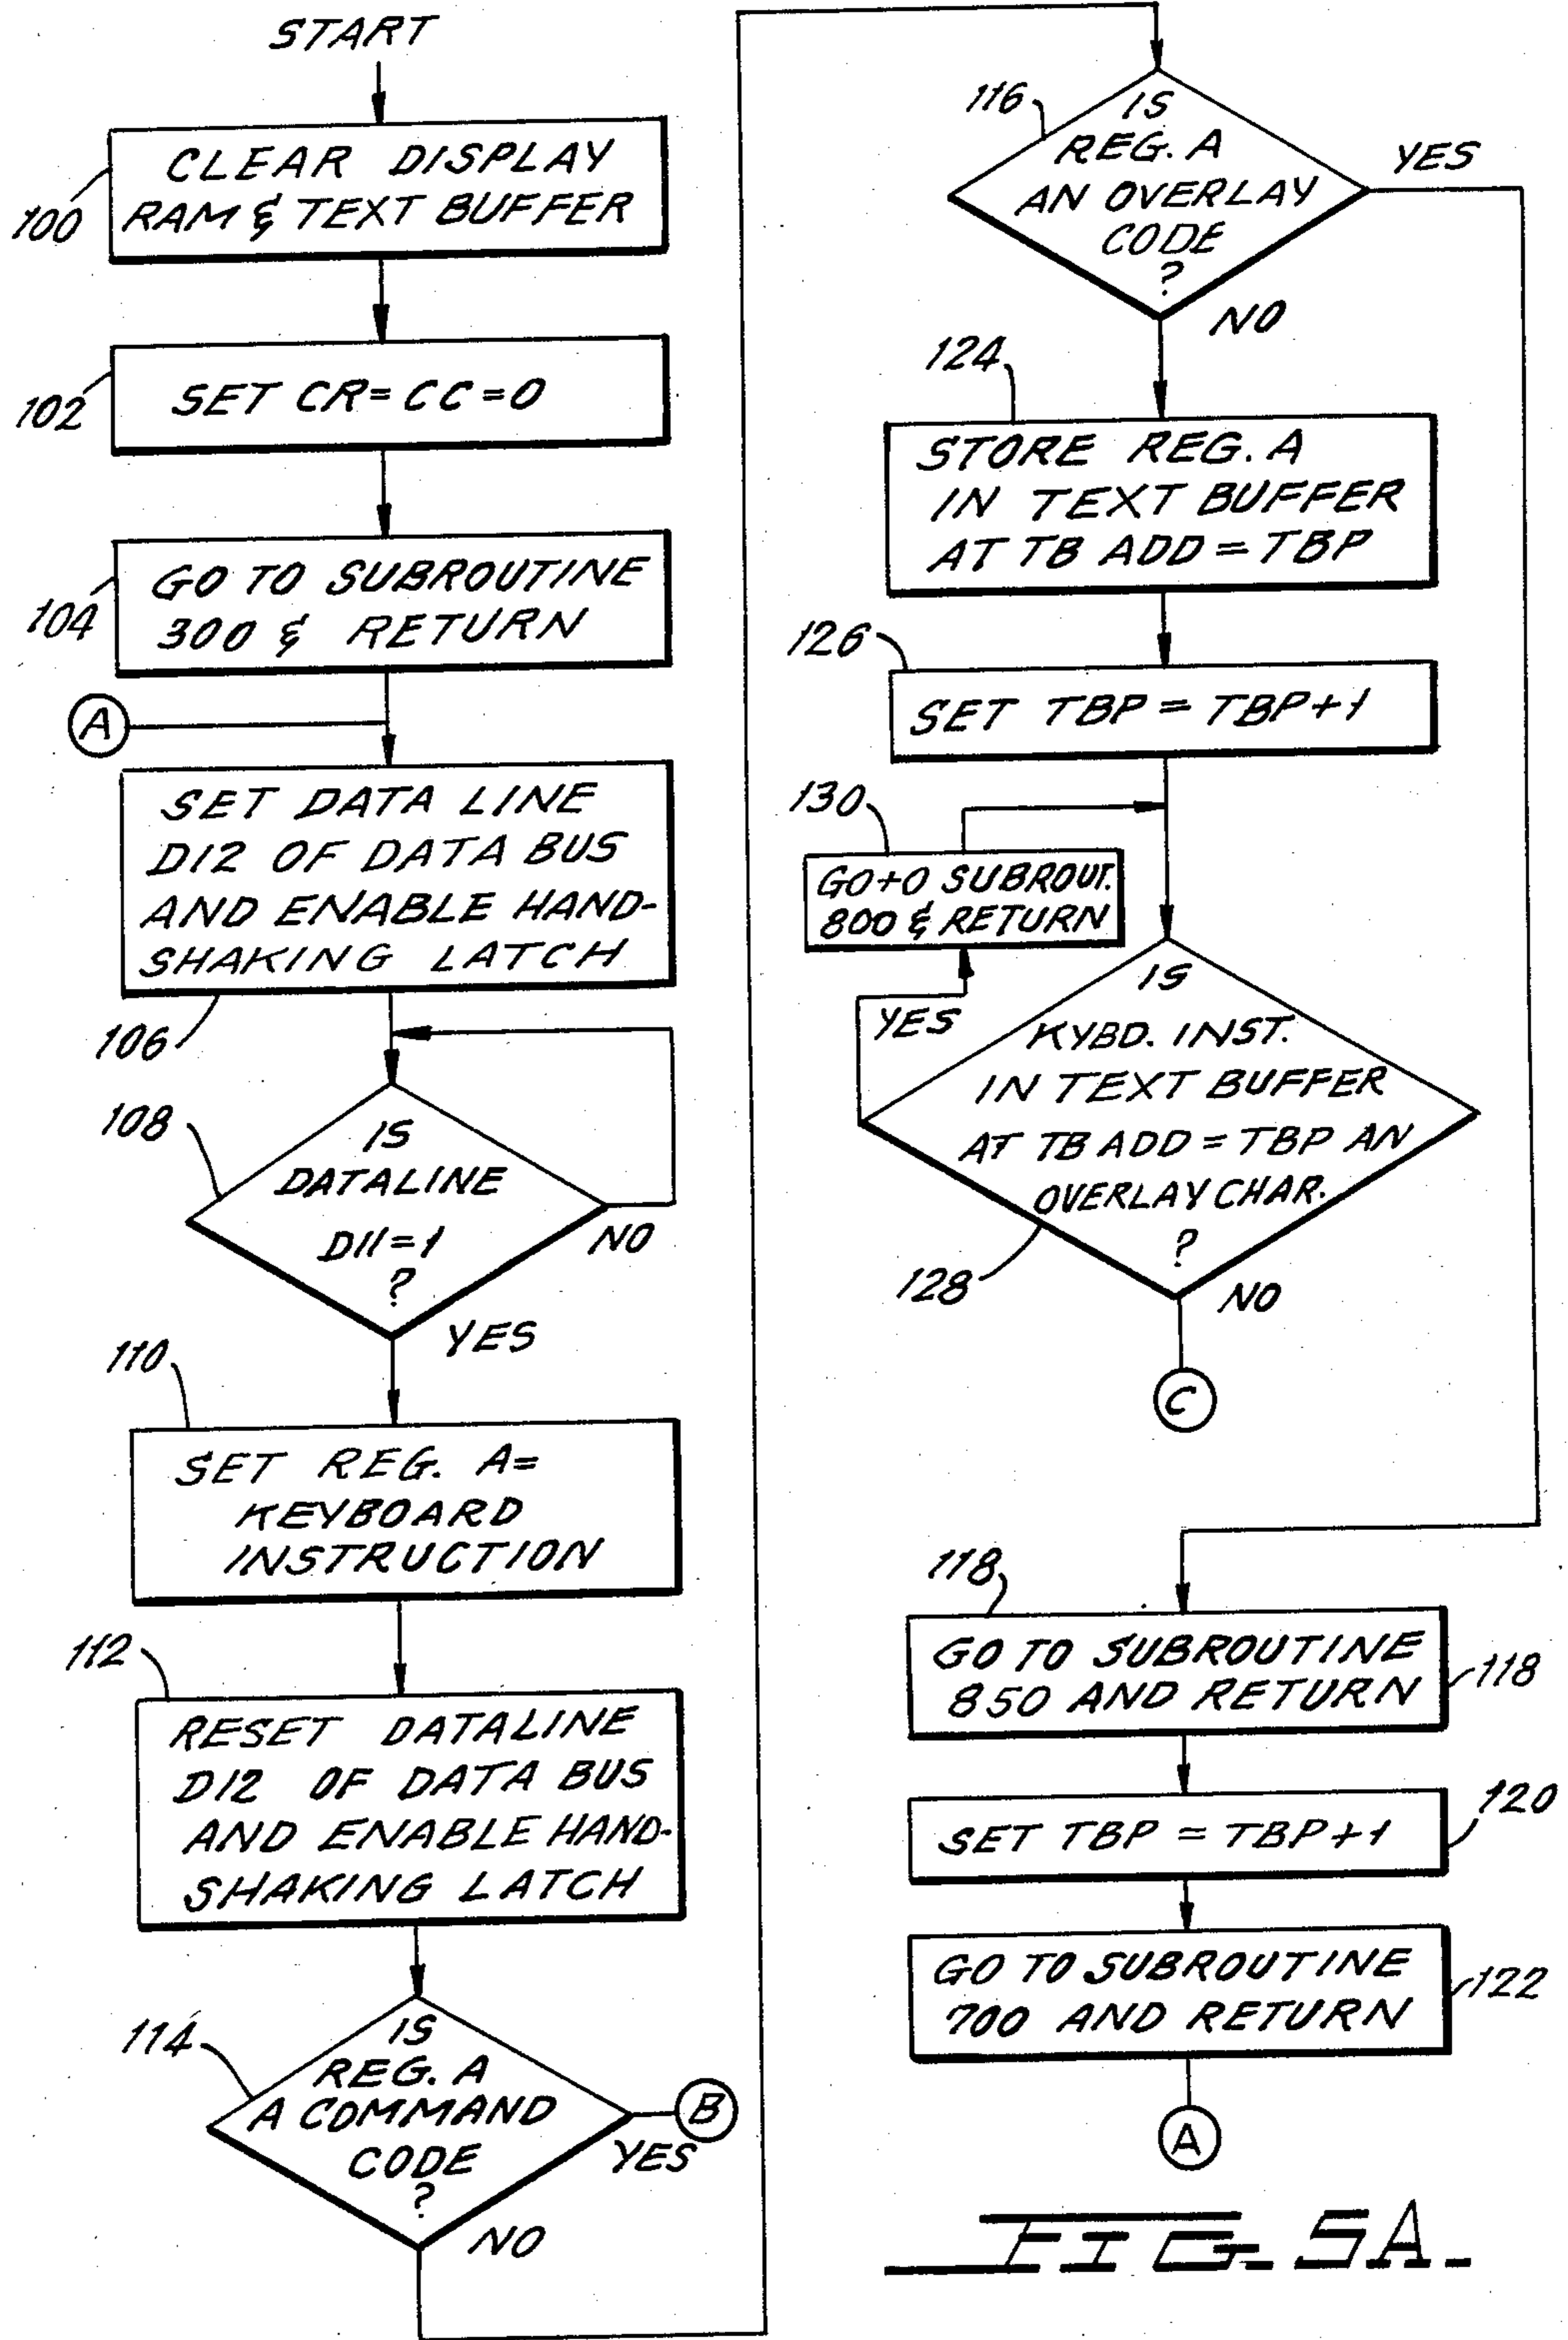 START
CLEAR DISPLAY
RAM & TEXT BUFFER
100
SET CR=CC=0
102
GO TO SUBROUTINE
300 & RETURN
104
A
SET DATA LINE
D12 OF DATA BUS
AND ENABLE HAND-
SHAKING LATCH
106
108
IS
DATALINE
D11=1
?
NO
YES
110
SET REG. A=
KEYBOARD
INSTRUCTION
112
RESET DATALINE
D12 OF DATA BUS
AND ENABLE HAND-
SHAKING LATCH
114
IS
REG. A
A COMMAND
CODE
?
B
YES
NO
116
IS
REG. A
AN OVERLAY
CODE
?
YES
NO
124
STORE REG. A
IN TEXT BUFFER
AT TB ADD = TBP
126
SET TBP = TBP+1
130
GO+O SUBROUT.
800 & RETURN
YES
IS
KYBD. INST.
IN TEXT BUFFER
AT TB ADD = TBP AN
OVERLAY CHAR.
?
128
NO
C
118
GO TO SUBROUTINE
850 AND RETURN
118
SET TBP = TBP+1
120
GO TO SUBROUTINE
700 AND RETURN
122
A
FIG. 5A.